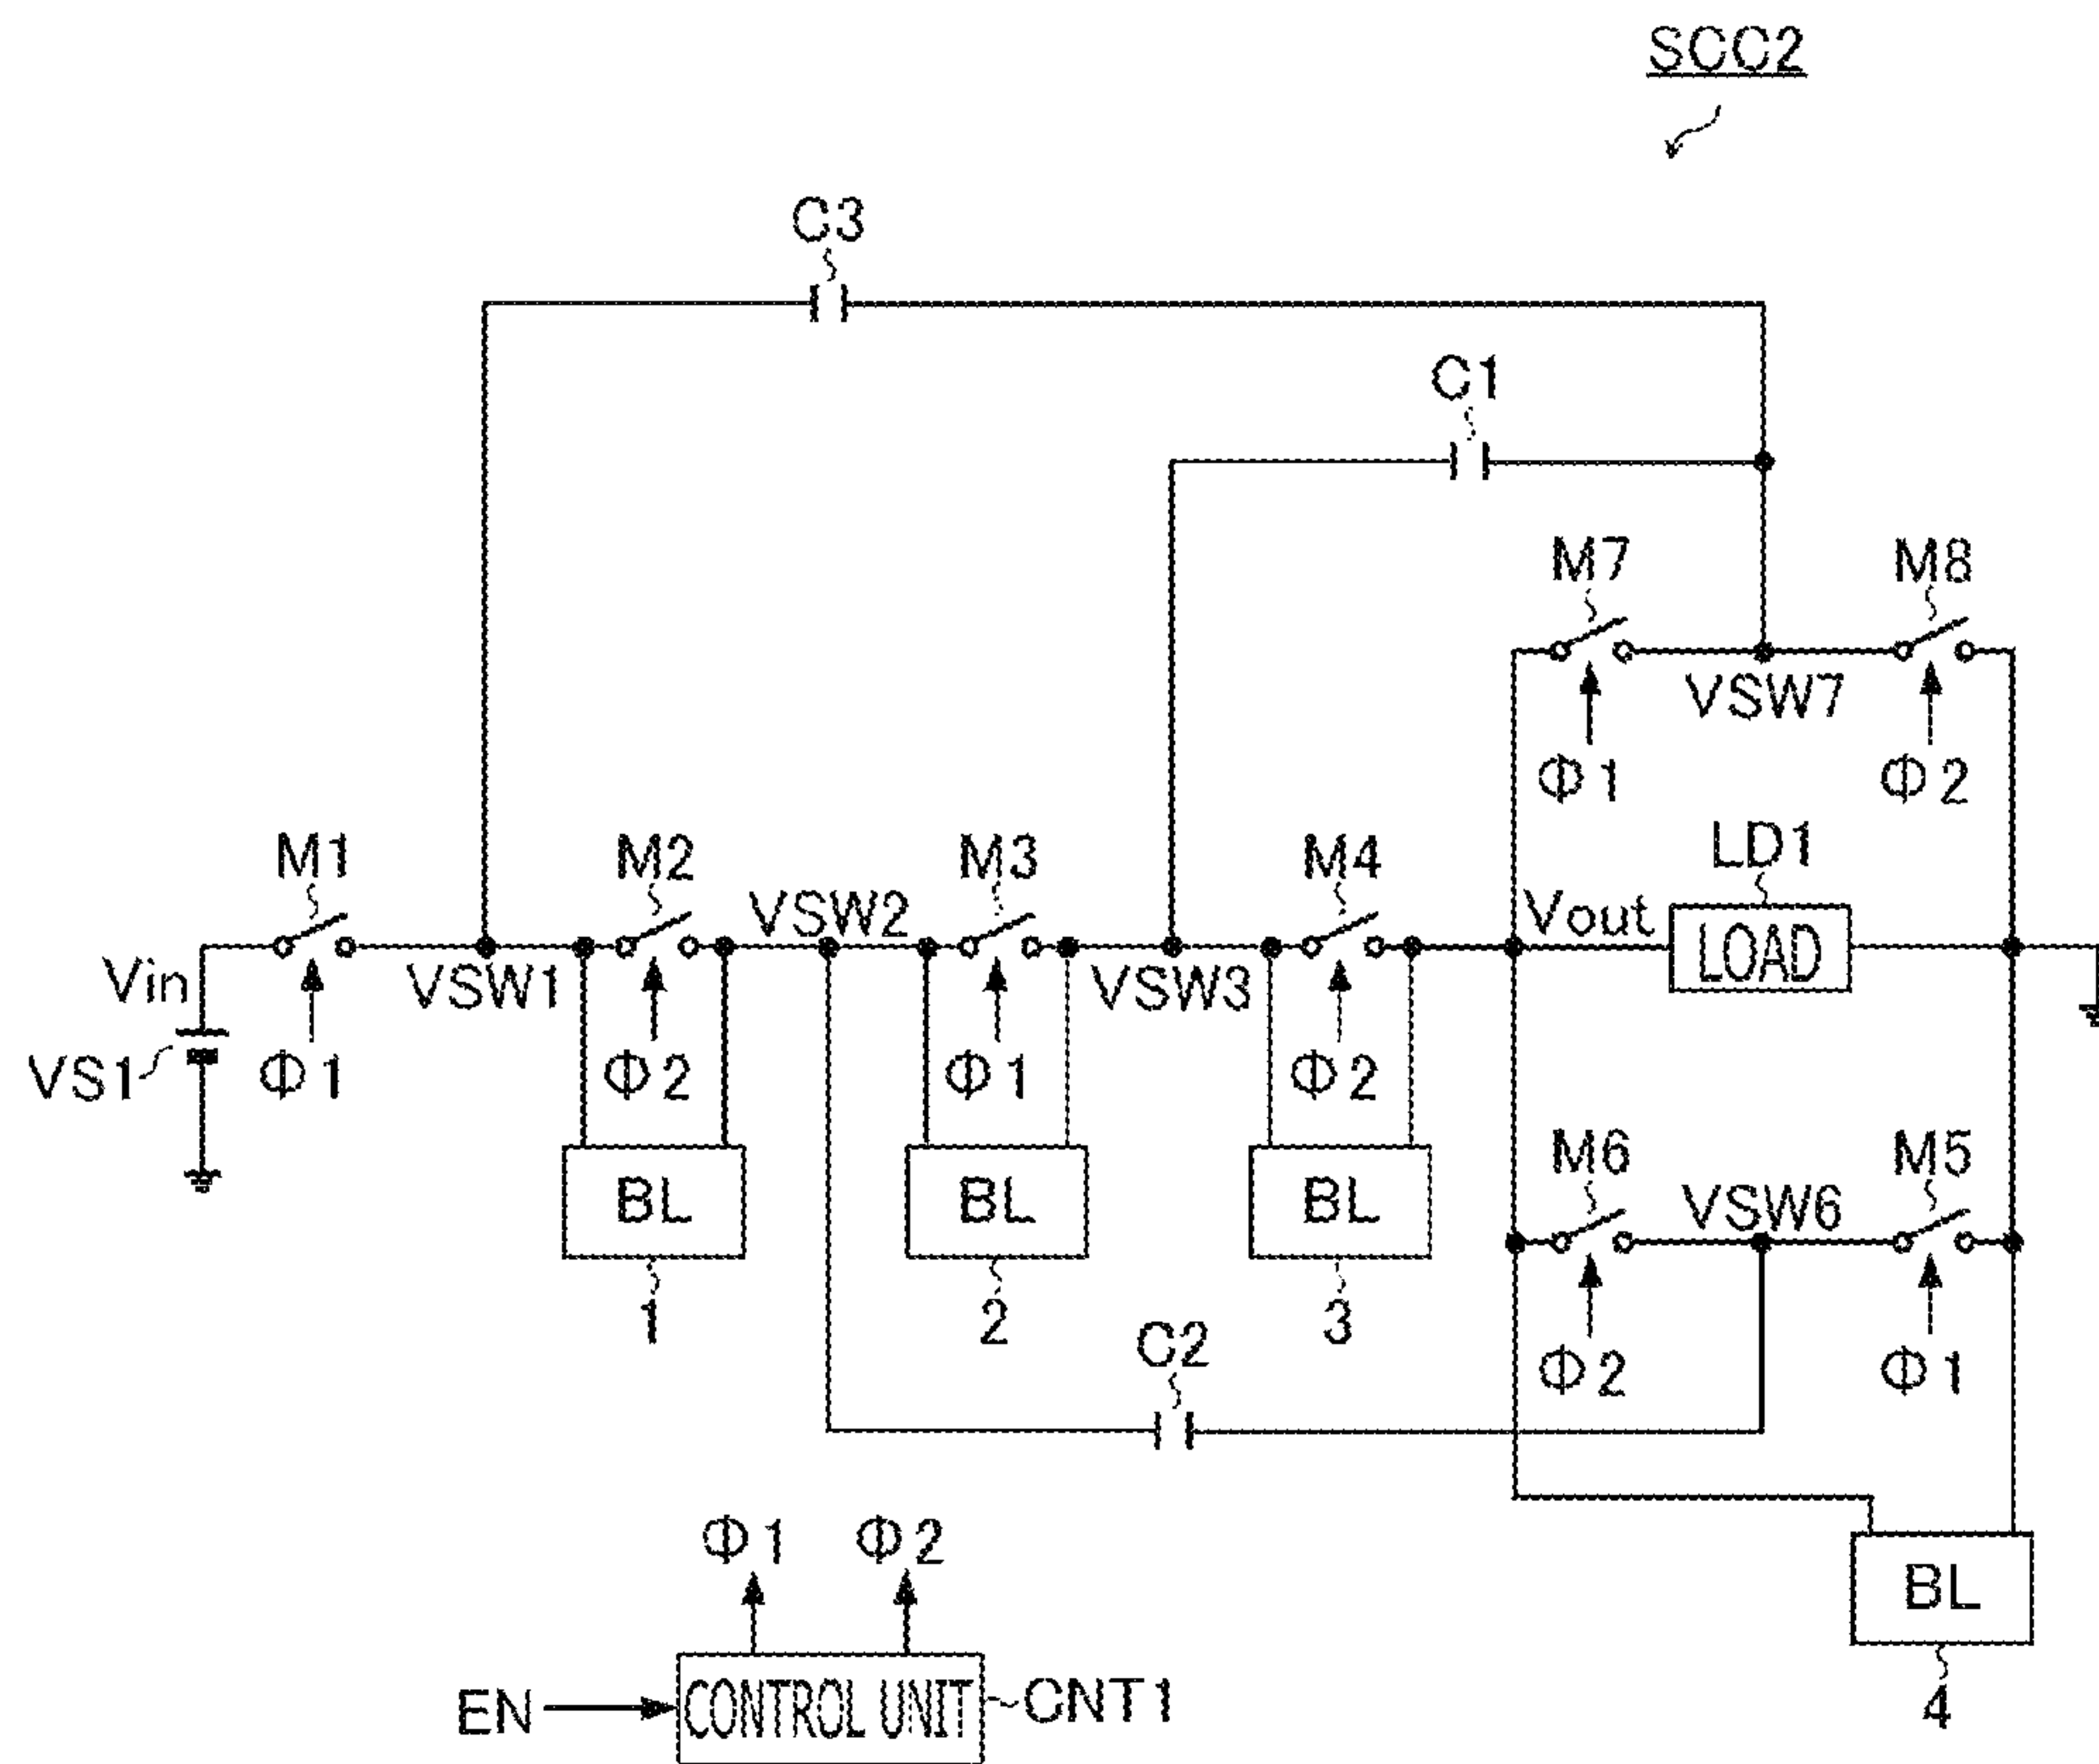 SCC2
C3
C1
M7
M8
VSW7
Φ1
Φ2
M1
M2
M3
M4
LD1
VSW2
Vout
LOAD
Vin
VSW1
VSW3
VS1
Φ1
Φ2
Φ1
Φ2
M6
M5
VSW6
BL
BL
BL
1
2
3
C2
Φ2
Φ1
Φ1
Φ2
BL
EN
CONTROL UNIT
CNT1
4